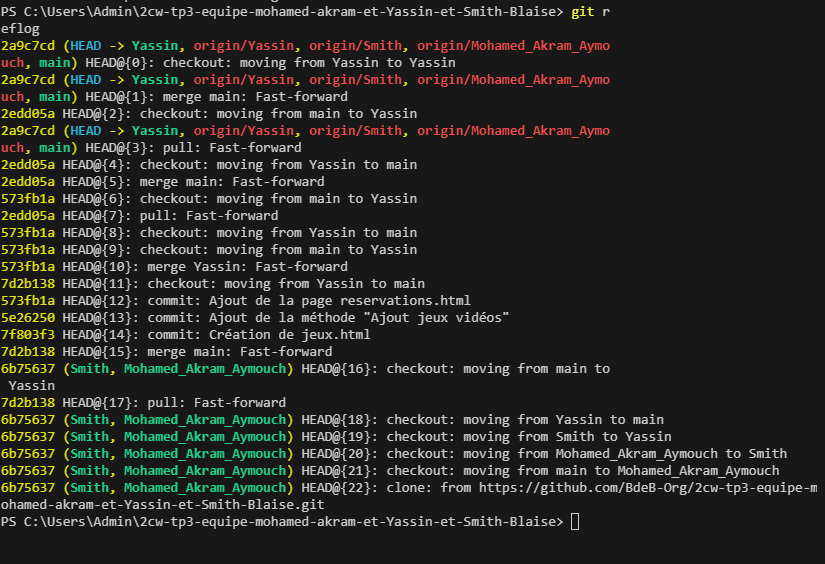 PS C:\Users\Admin\2cw-tp3-equipe-mohamed-akram-et-Yassin-et-Smith-Blaise> git r
eflog
2a9c7cd (HEAD -> Yassin, origin/Yassin, origin/Smith, origin/Mohamed_Akram_Aymo
uch, main) HEAD@{0}: checkout: moving from Yassin to Yassin
2a9c7cd (HEAD -> Yassin, origin/Yassin, origin/Smith, origin/Mohamed_Akram_Aymo
uch, main) HEAD@{1}: merge main: Fast-forward
2edd05a HEAD@{2}: checkout: moving from main to Yassin
2a9c7cd (HEAD -> Yassin, origin/Yassin, origin/Smith, origin/Mohamed_Akram_Aymo
uch, main) HEAD@{3}: pull: Fast-forward
2edd05a HEAD@{4}: checkout: moving from Yassin to main
2edd05a HEAD@{5}: merge main: Fast-forward
573fb1a HEAD@{6}: checkout: moving from main to Yassin
2edd05a HEAD@{7}: pull: Fast-forward
573fb1a HEAD@{8}: checkout: moving from Yassin to main
573fb1a HEAD@{9}: checkout: moving from main to Yassin
573fb1a HEAD@{10}: merge Yassin: Fast-forward
7d2b138 HEAD@{11}: checkout: moving from Yassin to main
573fb1a HEAD@{12}: commit: Ajout de la page reservations.html
5e26250 HEAD@{13}: commit: Ajout de la méthode "Ajout jeux vidéos"
7f803f3 HEAD@{14}: commit: Création de jeux.html
7d2b138 HEAD@{15}: merge main: Fast-forward
6b75637 (Smith, Mohamed_Akram_Aymouch) HEAD@{16}: checkout: moving from main to
 Yassin
7d2b138 HEAD@{17}: pull: Fast-forward
6b75637 (Smith, Mohamed_Akram_Aymouch) HEAD@{18}: checkout: moving from Yassin to main
6b75637 (Smith, Mohamed_Akram_Aymouch) HEAD@{19}: checkout: moving from Smith to Yassin
6b75637 (Smith, Mohamed_Akram_Aymouch) HEAD@{20}: checkout: moving from Mohamed_Akram_Aymouch to Smith
6b75637 (Smith, Mohamed_Akram_Aymouch) HEAD@{21}: checkout: moving from main to Mohamed_Akram_Aymouch
6b75637 (Smith, Mohamed_Akram_Aymouch) HEAD@{22}: clone: from https://github.com/BdeB-Org/2cw-tp3-equipe-m
ohamed-akram-et-Yassin-et-Smith-Blaise.git
PS C:\Users\Admin\2cw-tp3-equipe-mohamed-akram-et-Yassin-et-Smith-Blaise>